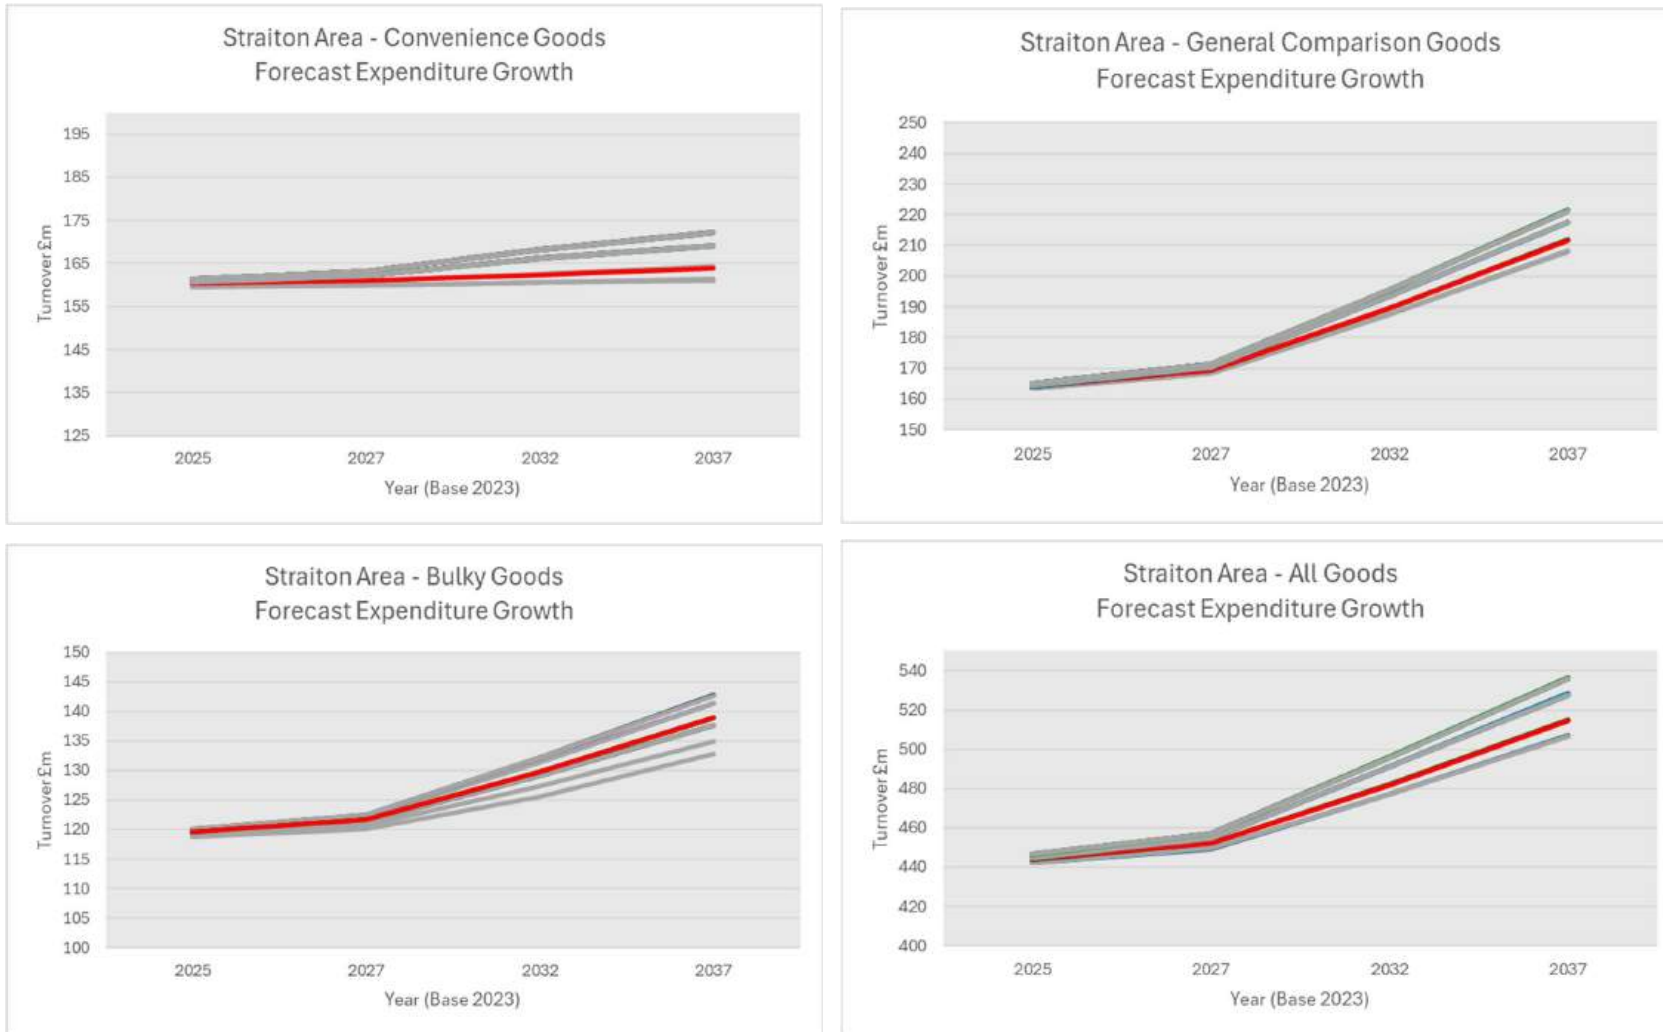 Straiton Area - Convenience Goods
Forecast Expenditure Growth
Turnover £m
195
185
175
165
155
145
135
125
2025 2027 2032 2037
Year (Base 2023)
Straiton Area - General Comparison Goods
Forecast Expenditure Growth
Turnover £m
250
240
230
220
210
200
190
180
170
160
150
2025 2027 2032 2037
Year (Base 2023)
Straiton Area - Bulky Goods
Forecast Expenditure Growth
Turnover £m
150
145
140
135
130
125
120
115
110
105
100
2025 2027 2032 2037
Year (Base 2023)
Straiton Area - All Goods
Forecast Expenditure Growth
Turnover £m
540
520
500
480
460
440
420
400
2025 2027 2032 2037
Year (Base 2023)